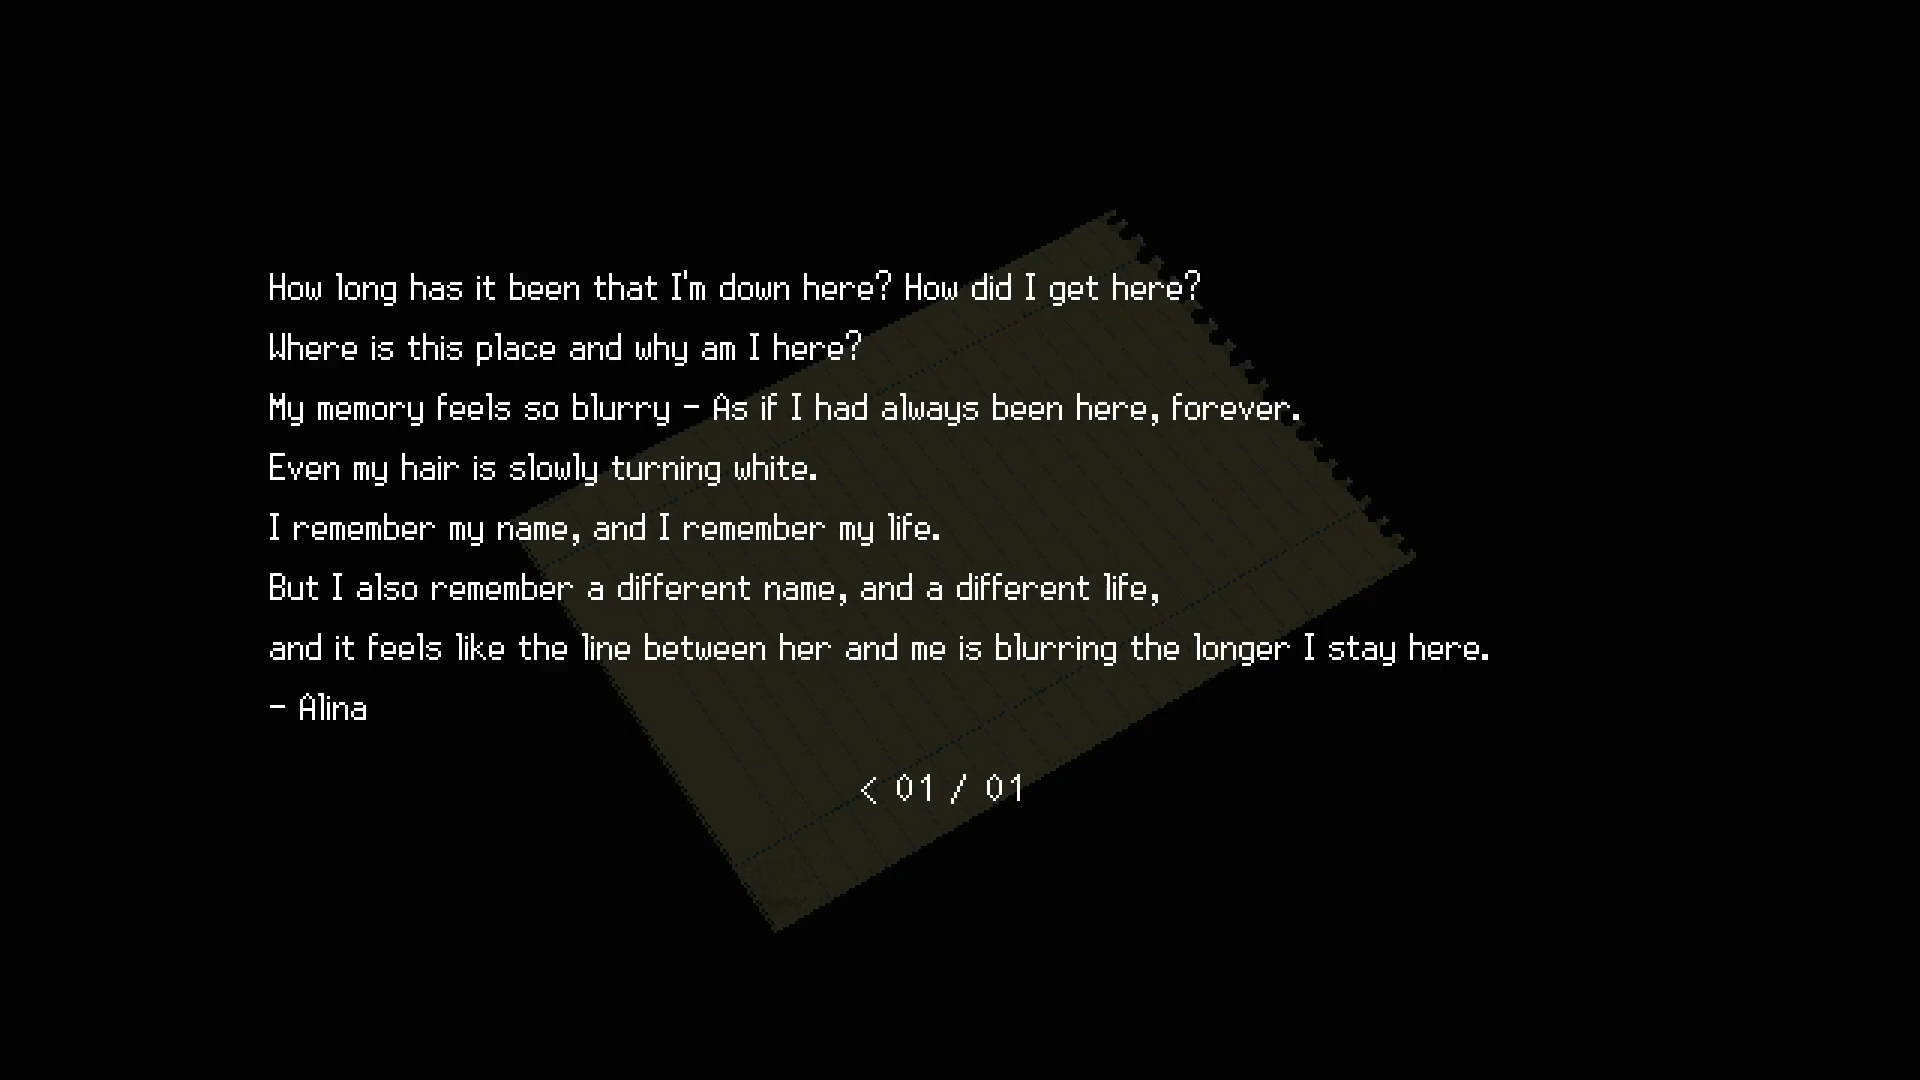 How long has it been that I'm down here? How did I get here?
Where is this place and why am I here?
My memory feels so blurry - As if I had always been here, forever.
Even my hair is slowly turning white.
I remember my name, and I remember my life.
But I also remember a different name, and a different life,
and it feels like the line between her and me is blurring the longer I stay here.
- Alina
< 01 / 01